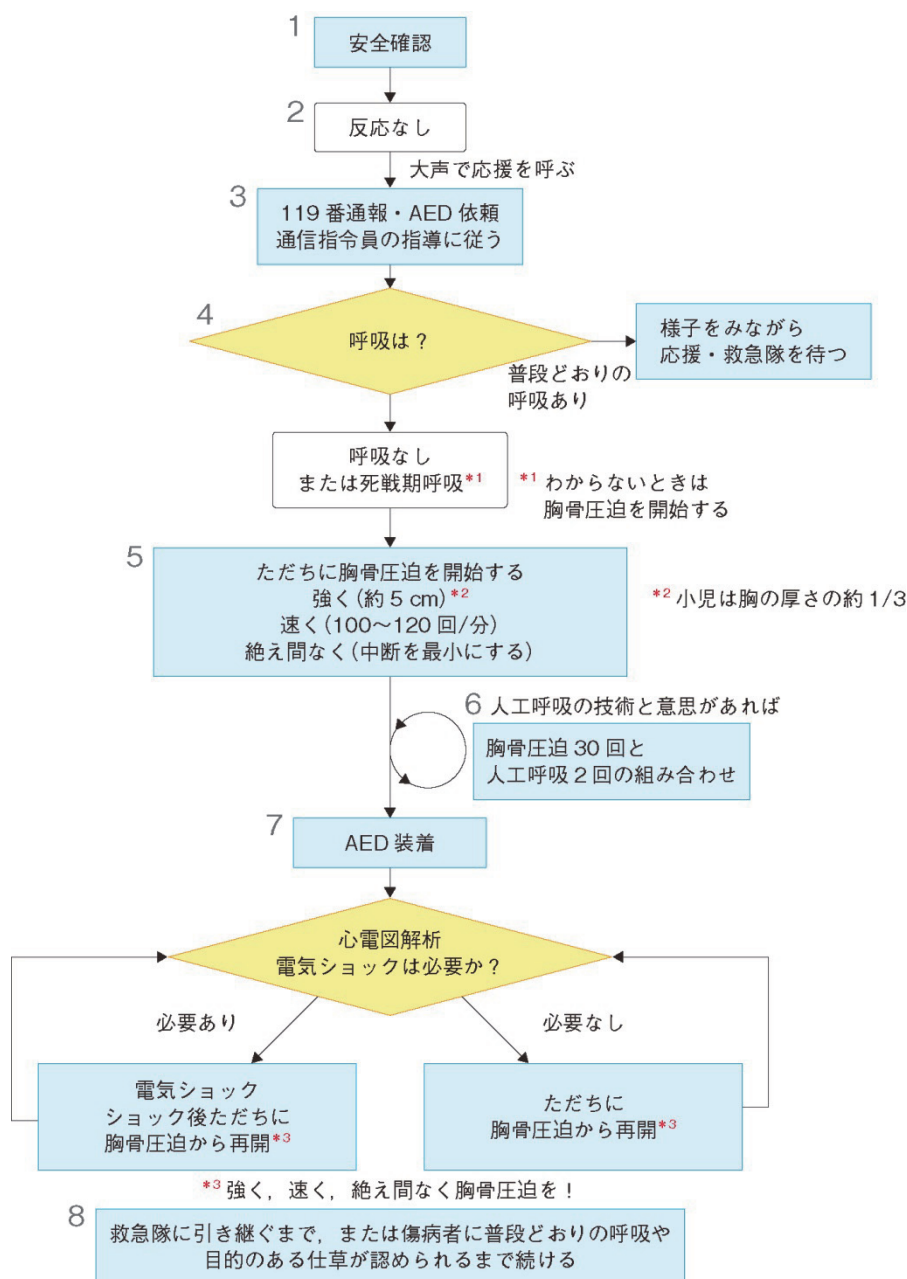 1
安全確認
2
反応なし
大声で応援を呼ぶ
3
119番通報・AED依頼
通信指令員の指導に従う
4
呼吸は?
普段どおりの
呼吸あり
様子をみながら
応援・救急隊を待つ
呼吸なし
または死戦期呼吸*1
*1 わからないときは
胸骨圧迫を開始する
5
ただちに胸骨圧迫を開始する
強く(約5 cm)*2
速く(100〜120回/分)
絶え間なく(中断を最小にする)
*2 小児は胸の厚さの約1/3
6 人工呼吸の技術と意思があれば
胸骨圧迫30回と
人工呼吸2回の組み合わせ
7
AED装着
心電図解析
電気ショックは必要か?
必要あり
必要なし
電気ショック
ショック後ただちに
胸骨圧迫から再開*3
ただちに
胸骨圧迫から再開*3
*3 強く,速く,絶え間なく胸骨圧迫を!
8
救急隊に引き継ぐまで,または傷病者に普段どおりの呼吸や
目的のある仕草が認められるまで続ける